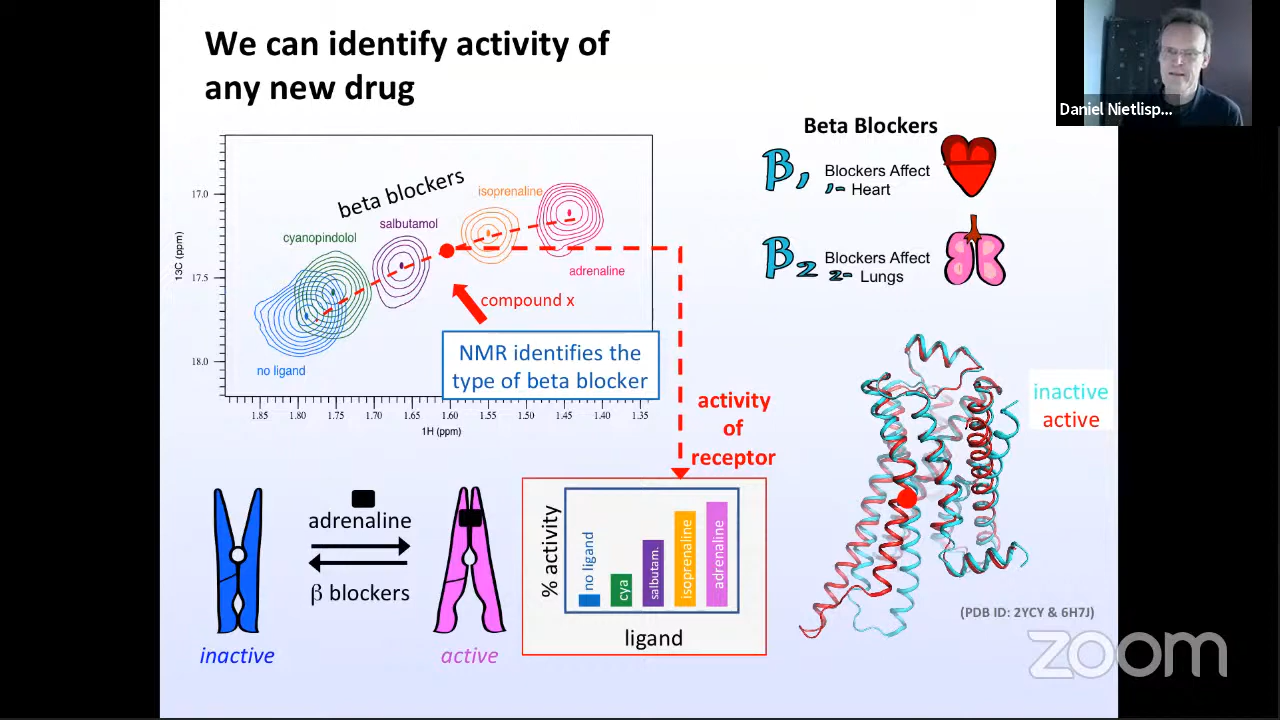 We can identify activity of
any new drug
Daniel Nietlisp...
17.0
17.5
18.0
13C (ppm)
beta blockers
isoprenaline
salbutamol
cyanopindolol
adrenaline
compound x
no ligand
NMR identifies the
type of beta blocker
1.85
1.80
1.75
1.70
1.65
1.60
1.55
1.50
1.45
1.40
1.35
1H (ppm)
Beta Blockers
β1
Blockers Affect
1- Heart
β2
Blockers Affect
2- Lungs
inactive
active
activity
of
receptor
adrenaline
β blockers
inactive
active
% activity
no ligand
cya
salbutam.
isoprenaline
adrenaline
ligand
(PDB ID: 2YCY & 6H7J)
zoom